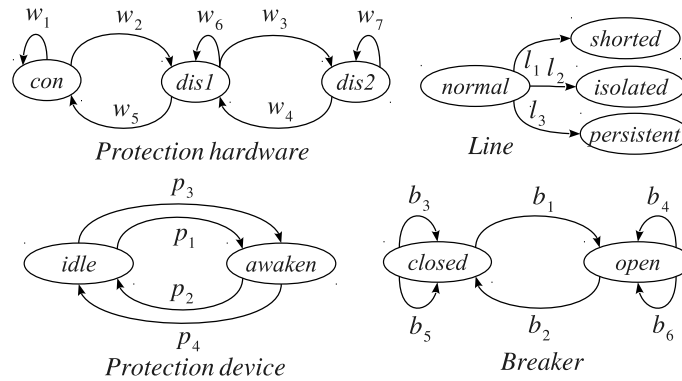 w1 w2 w6 w3 w7
con dis1 dis2
w5 w4
Protection hardware
shorted
l1 l2
normal isolated
l3
persistent
Line
p3
p1
idle awaken
p2
p4
Protection device
b3 b1 b4
closed open
b5 b2 b6
Breaker